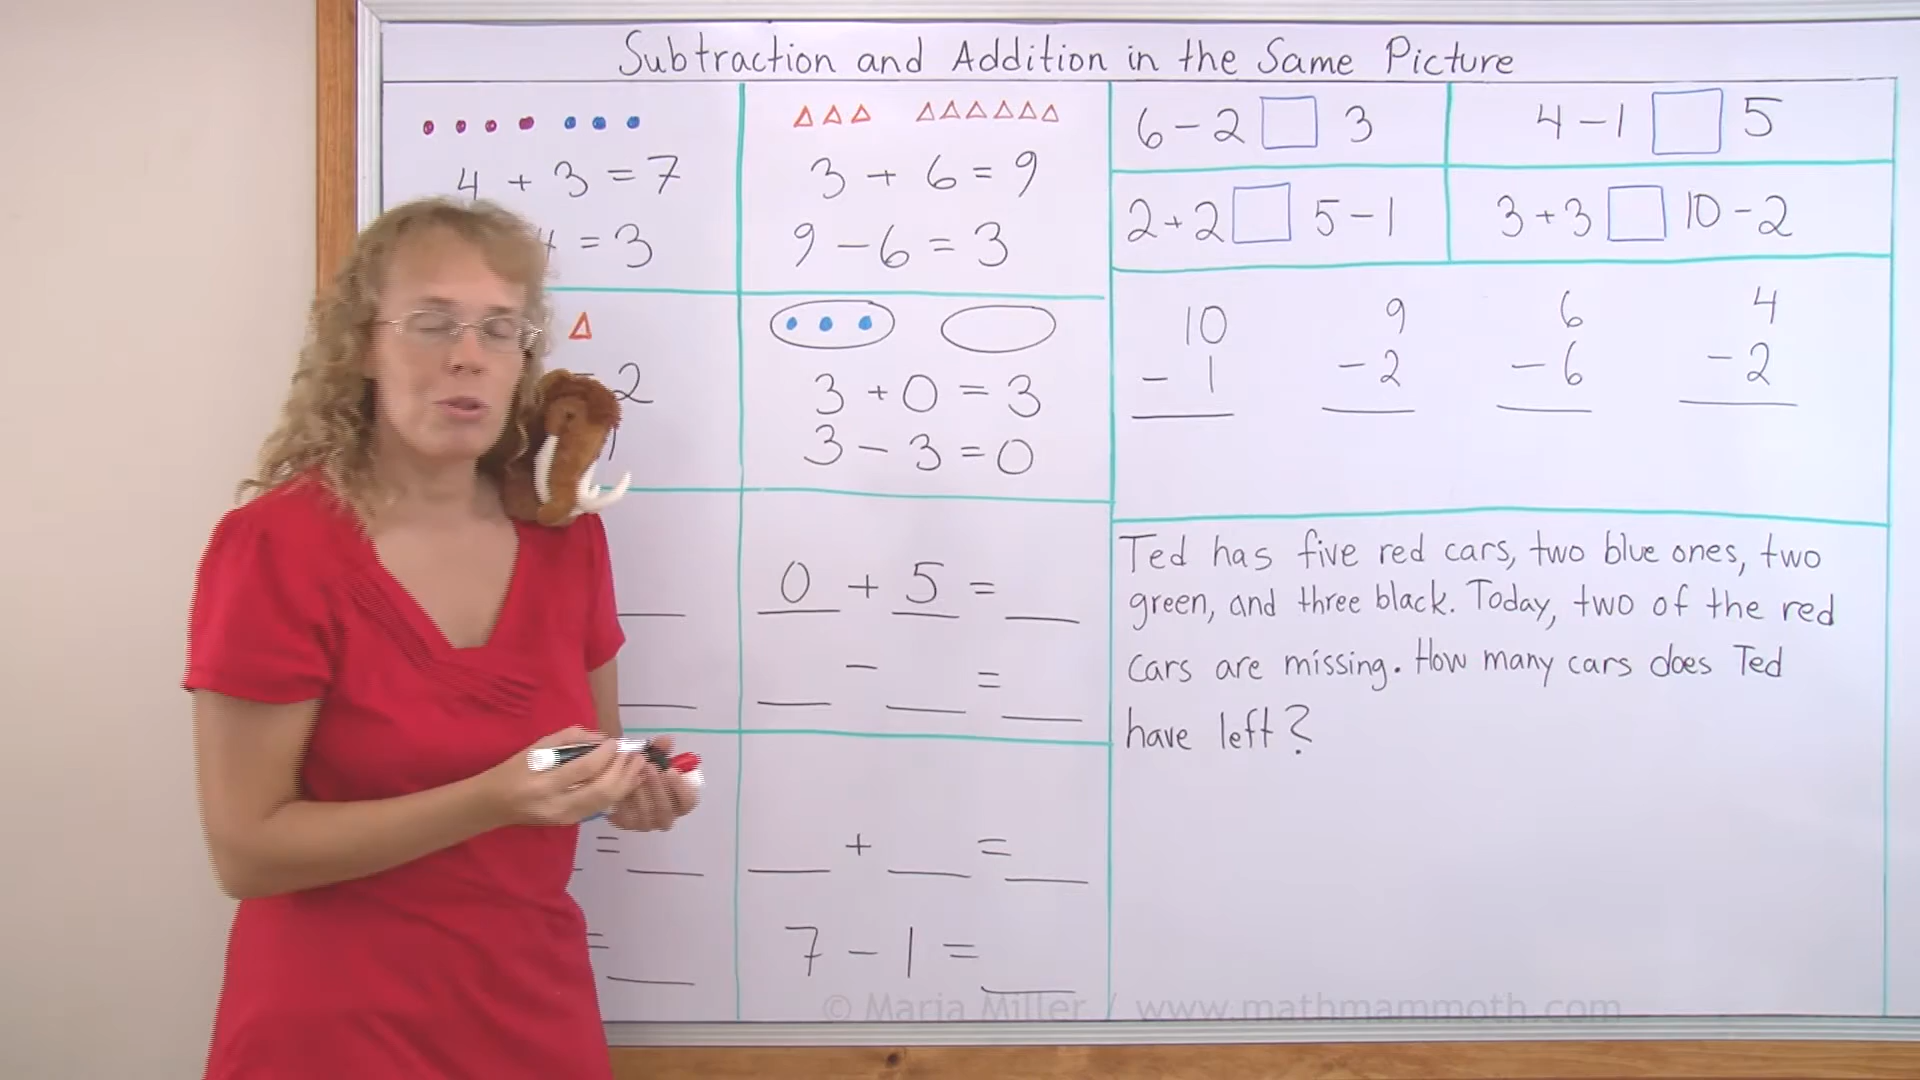 Subtraction and Addition in the Same Picture
4 + 3 = 7
= 3
3 + 6 = 9
9 - 6 = 3
2
3 + 0 = 3
3 - 3 = 0
0 + 5 =
- =
=
+ =
=
7 - 1 =
6 - 2 3
4 - 1 5
2 + 2 5 - 1
3 + 3 10 - 2
10 9 6 4
- 1 - 2 - 6 - 2
Ted has five red cars, two blue ones, two
green, and three black. Today, two of the red
cars are missing. How many cars does Ted
have left?
© Maria Miller / www.mathmammoth.com